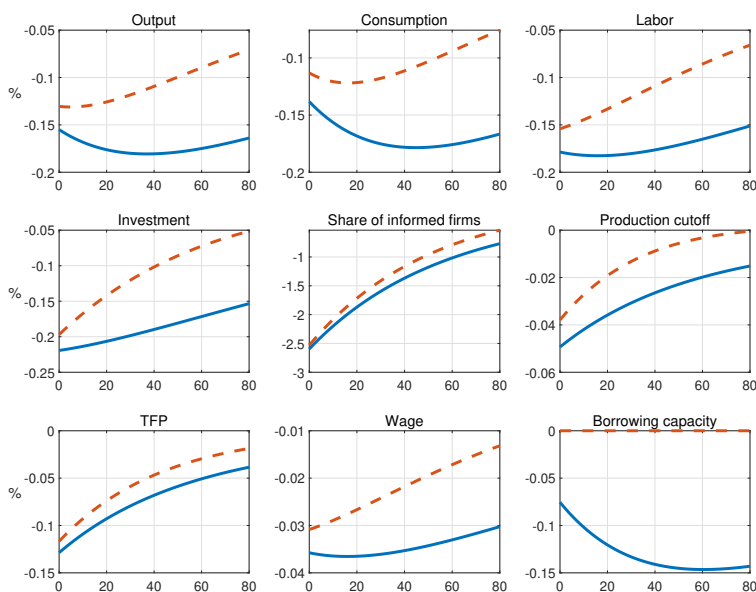 Output Consumption Labor
-0.05 -0.1 -0.15 -0.2
%
0 20 40 60 80
-0.1 -0.15 -0.2
0 20 40 60 80
-0.05 -0.1 -0.15 -0.2
0 20 40 60 80
Investment Share of informed firms Production cutoff
-0.05 -0.1 -0.15 -0.2 -0.25
%
0 20 40 60 80
-1 -1.5 -2 -2.5 -3
0 20 40 60 80
0 -0.02 -0.04 -0.06
0 20 40 60 80
TFP Wage Borrowing capacity
0 -0.05 -0.1 -0.15
%
0 20 40 60 80
-0.01 -0.02 -0.03 -0.04
0 20 40 60 80
0 -0.05 -0.1 -0.15
0 20 40 60 80